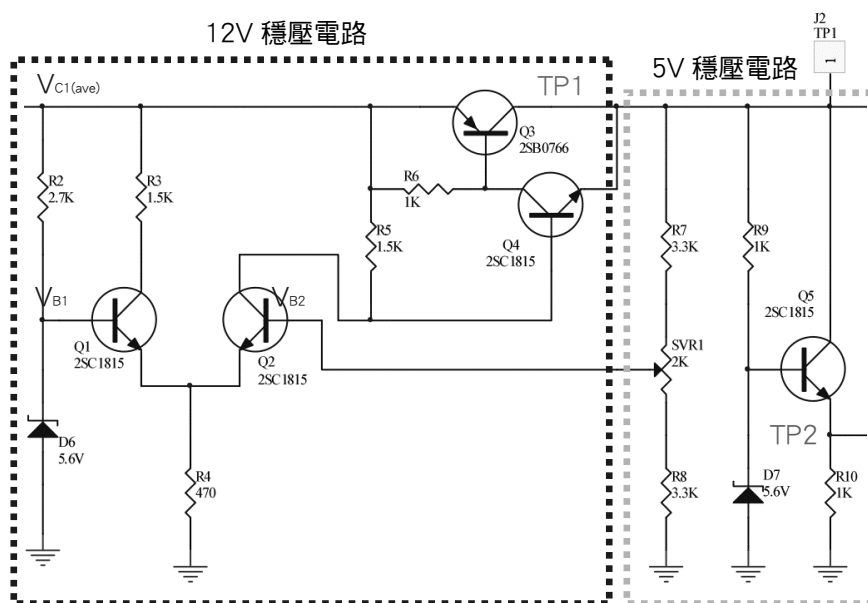 12V 穩壓電路
J2
TP1
1
5V 穩壓電路
VC1(ave)
TP1
Q3
2SB0766
R2
2.7K
R3
1.5K
R6
1K
R5
1.5K
Q4
2SC1815
R7
3.3K
R9
1K
VB1
VB2
Q5
2SC1815
Q1
2SC1815
Q2
2SC1815
SVR1
2K
TP2
D6
5.6V
R4
470
R8
3.3K
D7
5.6V
R10
1K